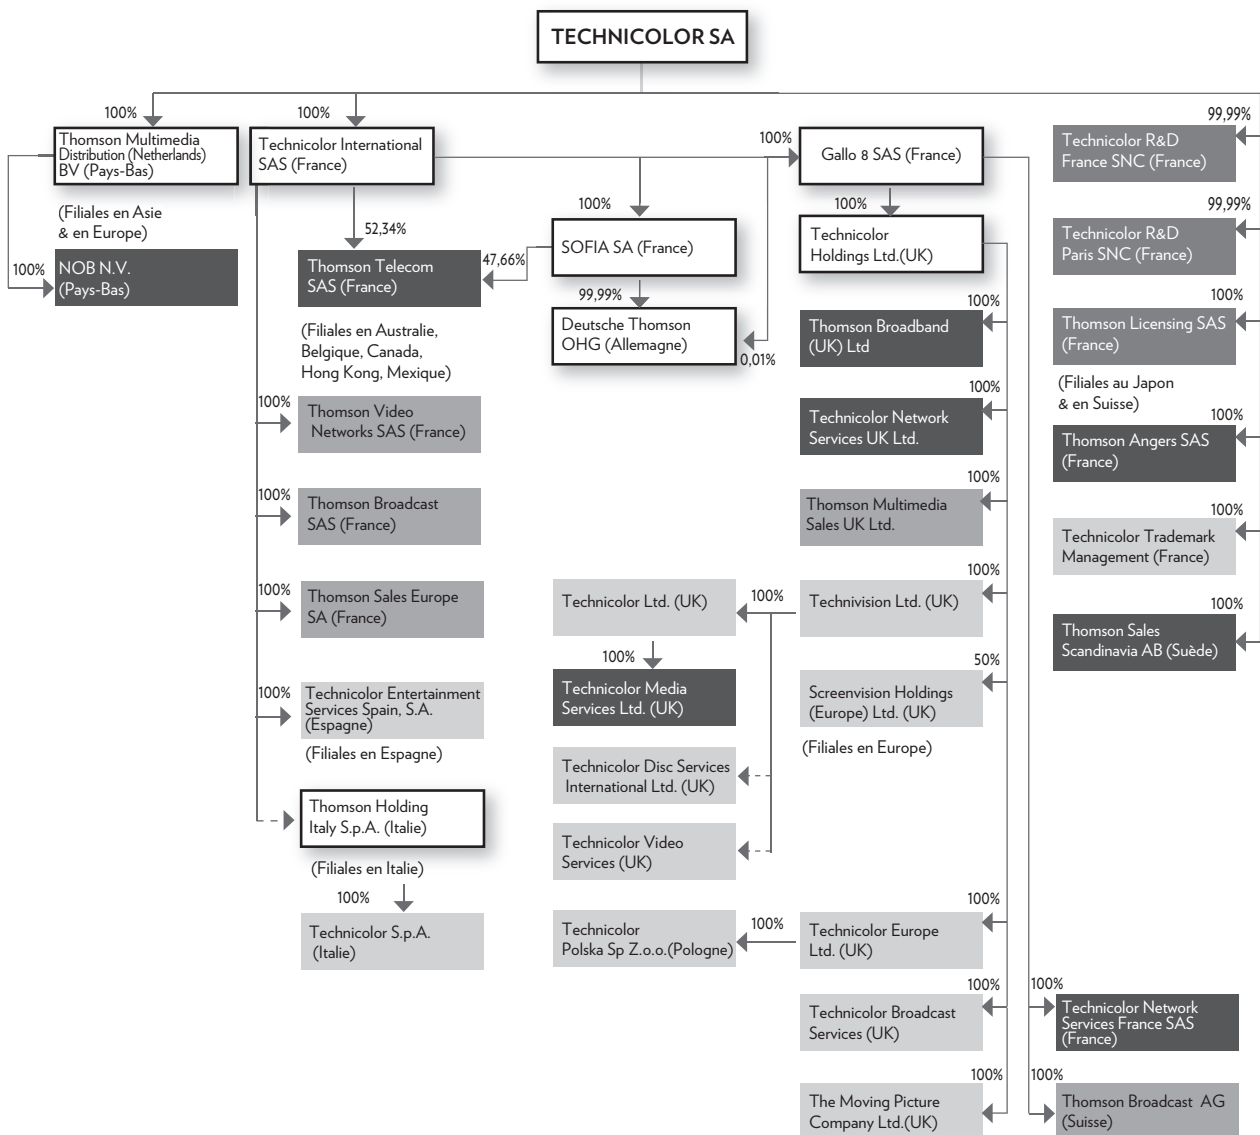 TECHNICOLOR SA
100%
Thomson Multimedia
Distribution (Netherlands)
BV (Pays-Bas)
(Filiales en Asie
& en Europe)
100%
NOB N.V.
(Pays-Bas)
100%
Technicolor International
SAS (France)
52,34%
47,66%
Thomson Telecom
SAS (France)
(Filiales en Australie,
Belgique, Canada,
Hong Kong, Mexique)
100%
Thomson Video
Networks SAS (France)
100%
Thomson Broadcast
SAS (France)
100%
Thomson Sales Europe
SA (France)
100%
Technicolor Entertainment
Services Spain, S.A.
(Espagne)
(Filiales en Espagne)
Thomson Holding
Italy S.p.A. (Italie)
(Filiales en Italie)
100%
Technicolor S.p.A.
(Italie)
100%
SOFIA SA (France)
99,99%
Deutsche Thomson
OHG (Allemagne)
0,01%
100%
Gallo 8 SAS (France)
100%
Technicolor
Holdings Ltd.(UK)
100%
Thomson Broadband
(UK) Ltd
100%
Technicolor Network
Services UK Ltd.
100%
Thomson Multimedia
Sales UK Ltd.
100%
Technivision Ltd. (UK)
100%
Technicolor Ltd. (UK)
100%
Technicolor Media
Services Ltd. (UK)
Technicolor Disc Services
International Ltd. (UK)
Technicolor Video
Services (UK)
50%
Screenvision Holdings
(Europe) Ltd. (UK)
(Filiales en Europe)
100%
Technicolor Europe
Ltd. (UK)
100%
Technicolor
Polska Sp Z.o.o.(Pologne)
100%
Technicolor Broadcast
Services (UK)
100%
The Moving Picture
Company Ltd.(UK)
100%
Technicolor Network
Services France SAS
(France)
100%
Thomson Broadcast AG
(Suisse)
99,99%
Technicolor R&D
France SNC (France)
99,99%
Technicolor R&D
Paris SNC (France)
100%
Thomson Licensing SAS
(France)
(Filiales au Japon
& en Suisse)
100%
Thomson Angers SAS
(France)
100%
Technicolor Trademark
Management (France)
100%
Thomson Sales
Scandinavia AB (Suède)